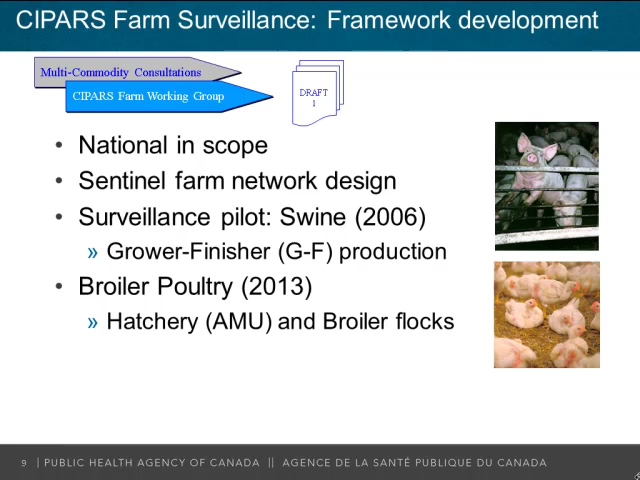 CIPARS Farm Surveillance: Framework development
Multi-Commodity Consultations
CIPARS Farm Working Group
DRAFT
1
• National in scope
• Sentinel farm network design
• Surveillance pilot: Swine (2006)
» Grower-Finisher (G-F) production
• Broiler Poultry (2013)
» Hatchery (AMU) and Broiler flocks
9 | PUBLIC HEALTH AGENCY OF CANADA || AGENCE DE LA SANTÉ PUBLIQUE DU CANADA